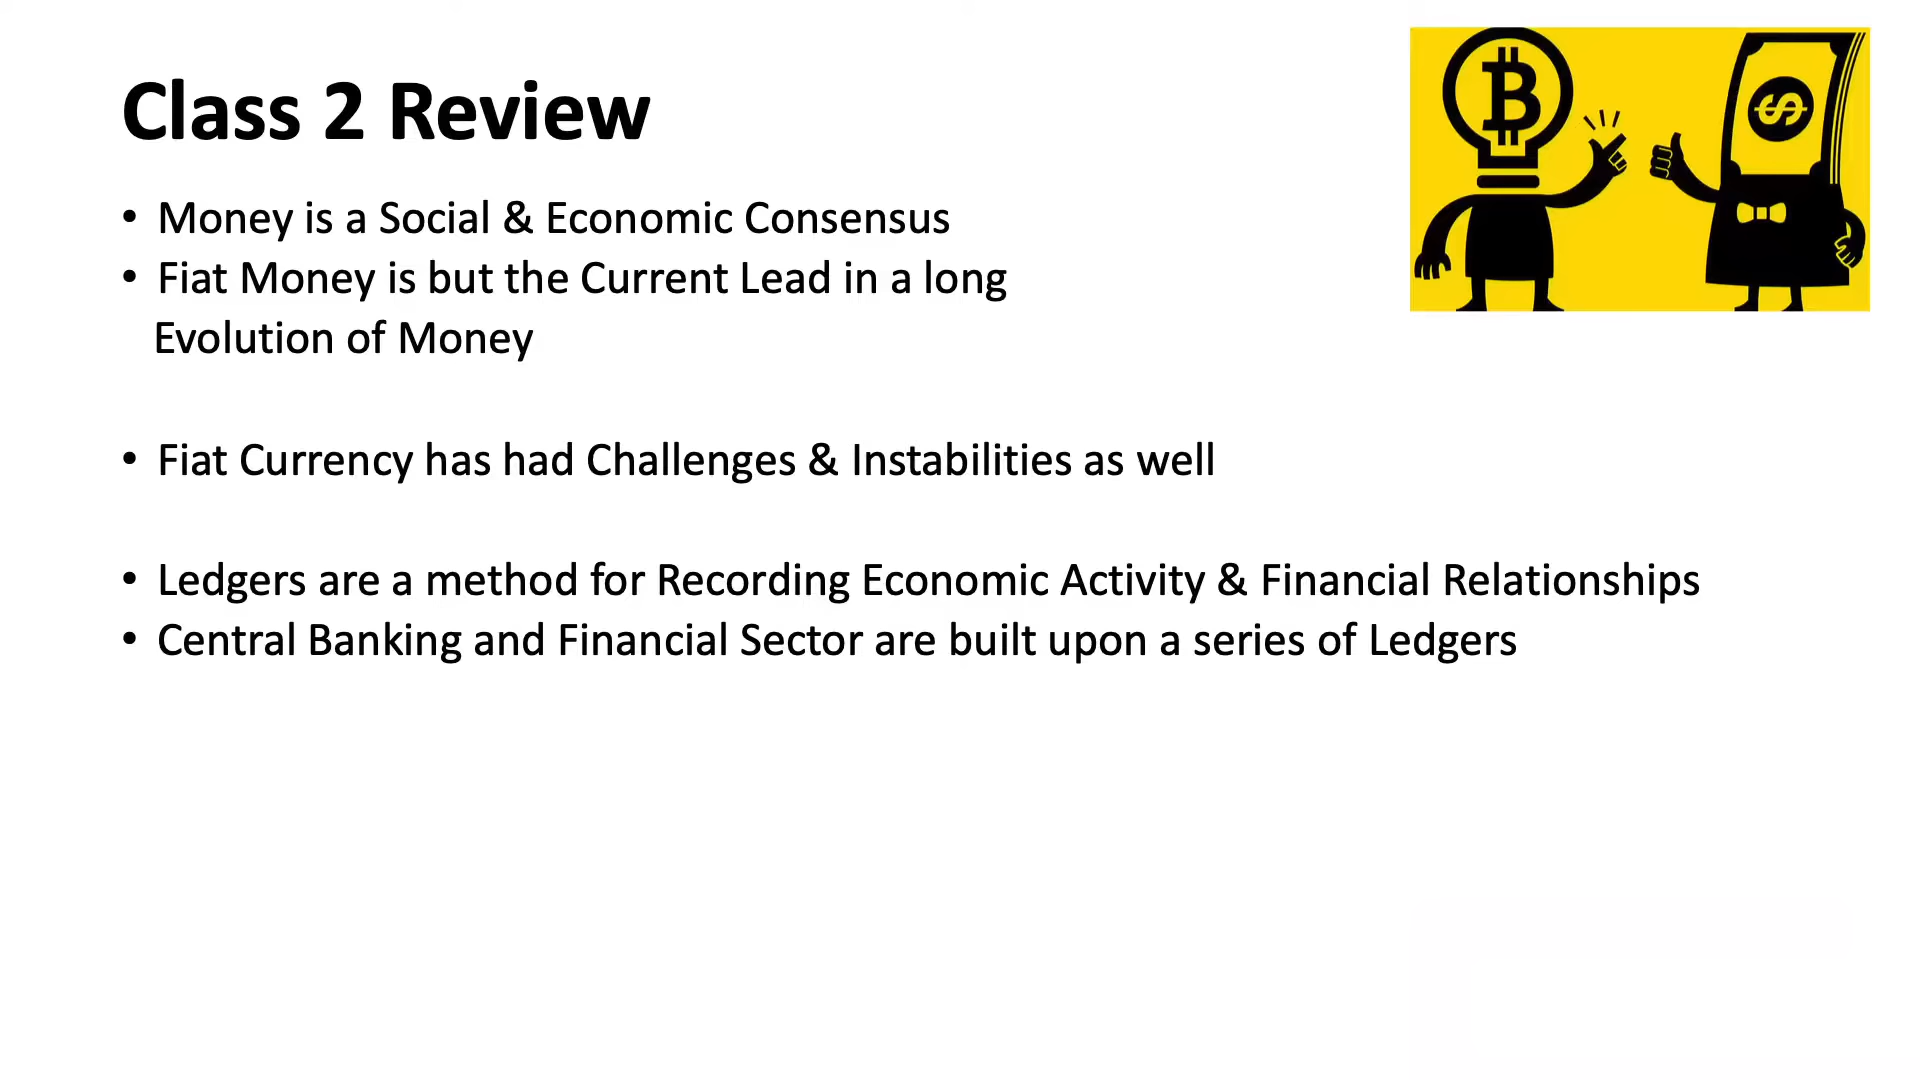 Class 2 Review
• Money is a Social & Economic Consensus
• Fiat Money is but the Current Lead in a long
Evolution of Money
• Fiat Currency has had Challenges & Instabilities as well
• Ledgers are a method for Recording Economic Activity & Financial Relationships
• Central Banking and Financial Sector are built upon a series of Ledgers